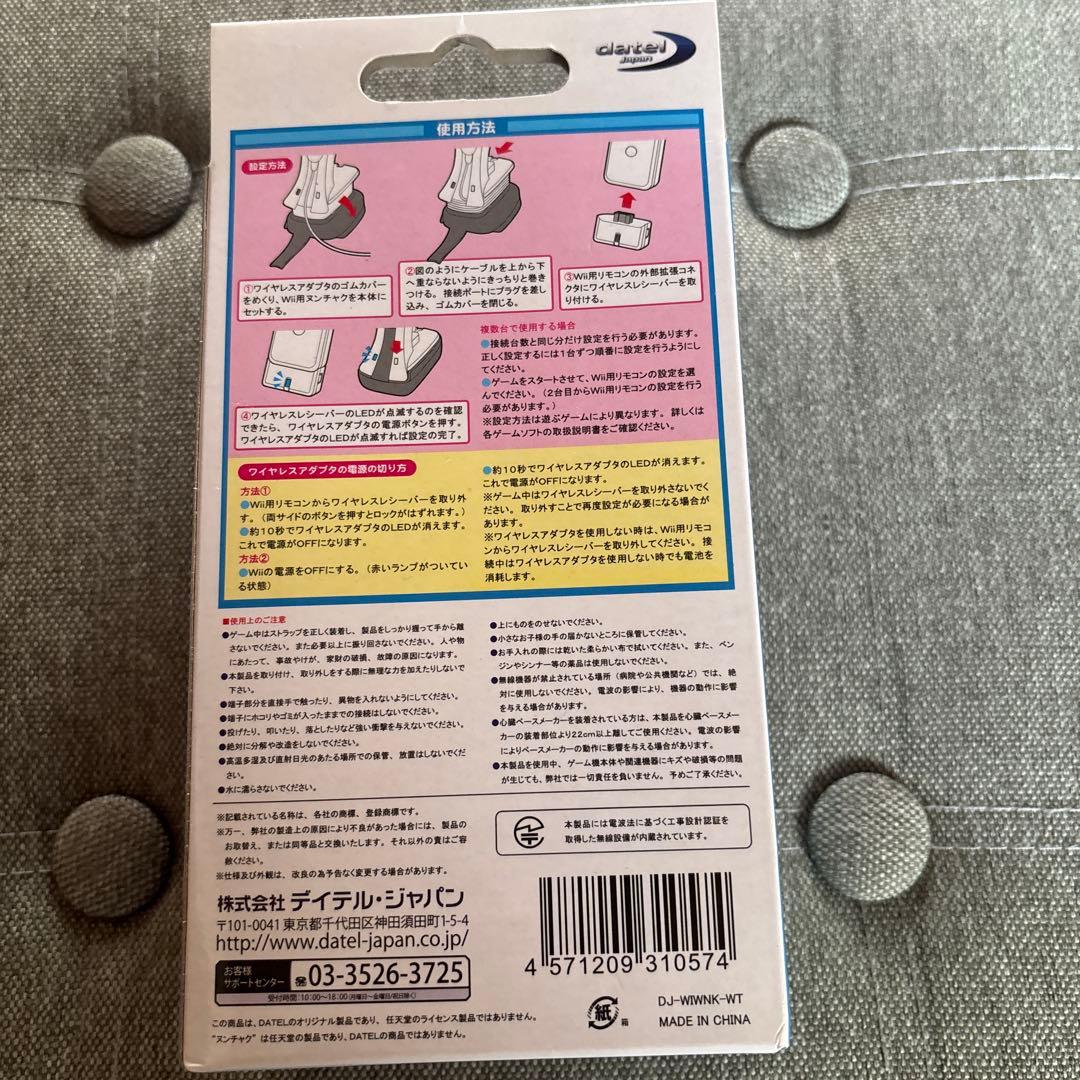 datel
Japan
使用方法
設定方法
①ワイヤレスアダプタのゴムカバー
をめくり、Wii用ヌンチャクを本体に
セットする。
②図のようにケーブルを上から下
へ重ならないようにきっちりと巻き
つける。接続ポートにプラグを差し
込み、ゴムカバーを閉じる。
③Wii用リモコンの外部拡張コネ
クタにワイヤレスレシーバーを取
り付ける。
④ワイヤレスレシーバーのLEDが点滅するのを確認
できたら、ワイヤレスアダプタの電源ボタンを押す。
ワイヤレスアダプタのLEDが点滅すれば設定の完了。
複数台で使用する場合
●接続台数と同じ分だけ設定を行う必要があります。
正しく設定するには1台ずつ順番に設定を行うようにし
てください。
●ゲームをスタートさせて、Wii用リモコンの設定を選
んでください。（2台目からWii用リモコンの設定を行う
必要があります。）
※設定方法は遊ぶゲームにより異なります。詳しくは
各ゲームソフトの取扱説明書をご確認ください。
ワイヤレスアダプタの電源の切り方
方法①
●Wii用リモコンからワイヤレスレシーバーを取り外
す。（両サイドのボタンを押すとロックがはずれます。）
●約10秒でワイヤレスアダプタのLEDが消えます。
これで電源がOFFになります。
方法②
●Wiiの電源をOFFにする。（赤いランプがついてい
る状態）
●約10秒でワイヤレスアダプタのLEDが消えます。
これで電源がOFFになります。
※ゲーム中はワイヤレスレシーバーを取り外さないでく
ださい。取り外すことで再度設定が必要になる場合が
あります。
※ワイヤレスアダプタを使用しない時は、Wii用リモコ
ンからワイヤレスレシーバーを取り外してください。接
続中はワイヤレスアダプタを使用しない時でも電池を
消耗します。
■使用上のご注意
●ゲーム中はストラップを正しく装着し、製品をしっかり握って手から離
さないでください。また必要以上に振り回さないでください。人や物
にあたって、事故やけが、家財の破損、故障の原因になります。
●本製品を取り付け、取り外しをする際に無理な力を加えたりしないで
下さい。
●端子部分を直接手で触ったり、異物を入れないようにしてください。
●端子にホコリやゴミが入ったままでの接続はしないでください。
●投げたり、叩いたり、落としたりなど強い衝撃を与えないでください。
●絶対に分解や改造をしないでください。
●高温多湿及び直射日光のあたる場所での保管、放置はしないでくだ
さい。
●水に濡らさないでください。
●上にものをのせないでください。
●小さなお子様の手の届かないところに保管してください。
●お手入れの際には乾いた柔らかい布で拭いてください。また、ベン
ジンやシンナー等の薬品は使用しないでください。
●無線機器が禁止されている場所（病院や公共機関など）では、絶
対に使用しないでください。電波の影響により、機器の動作に影響
を与える場合があります。
●心臓ペースメーカーを装着されている方は、本製品を心臓ペースメー
カーの装着部位より22cm以上離してご使用ください。電波の影響
によりペースメーカーの動作に影響を与える場合があります。
●本製品を使用中、ゲーム機本体や関連機器にキズや破損等の問題
が生じても、弊社では一切責任を負いません。予めご了承ください。
※記載されている名称は、各社の商標、登録商標です。
※万一、弊社の製造上の原因により不良があった場合には、製品の
お取替え、または同等品と交換いたします。それ以外の責はご容
赦ください。
※仕様及び外観は、改良の為予告なく変更する場合があります。
本製品には電波法に基づく工事設計認証を
取得した無線設備が内蔵されています。
株式会社 デイテル・ジャパン
〒101-0041 東京都千代田区神田須田町1-5-4
http://www.datel-japan.co.jp/
お客様
サポートセンター ☎03-3526-3725
受付時間：10:00～18:00（月曜日～金曜日/祝日除く）
4 571209 310574
紙
箱
DJ-WIWNK-WT
MADE IN CHINA
この商品は、DATELのオリジナル製品であり、任天堂のライセンス製品ではありません。
"ヌンチャク" は任天堂の製品であり、DATELの商品ではありません。